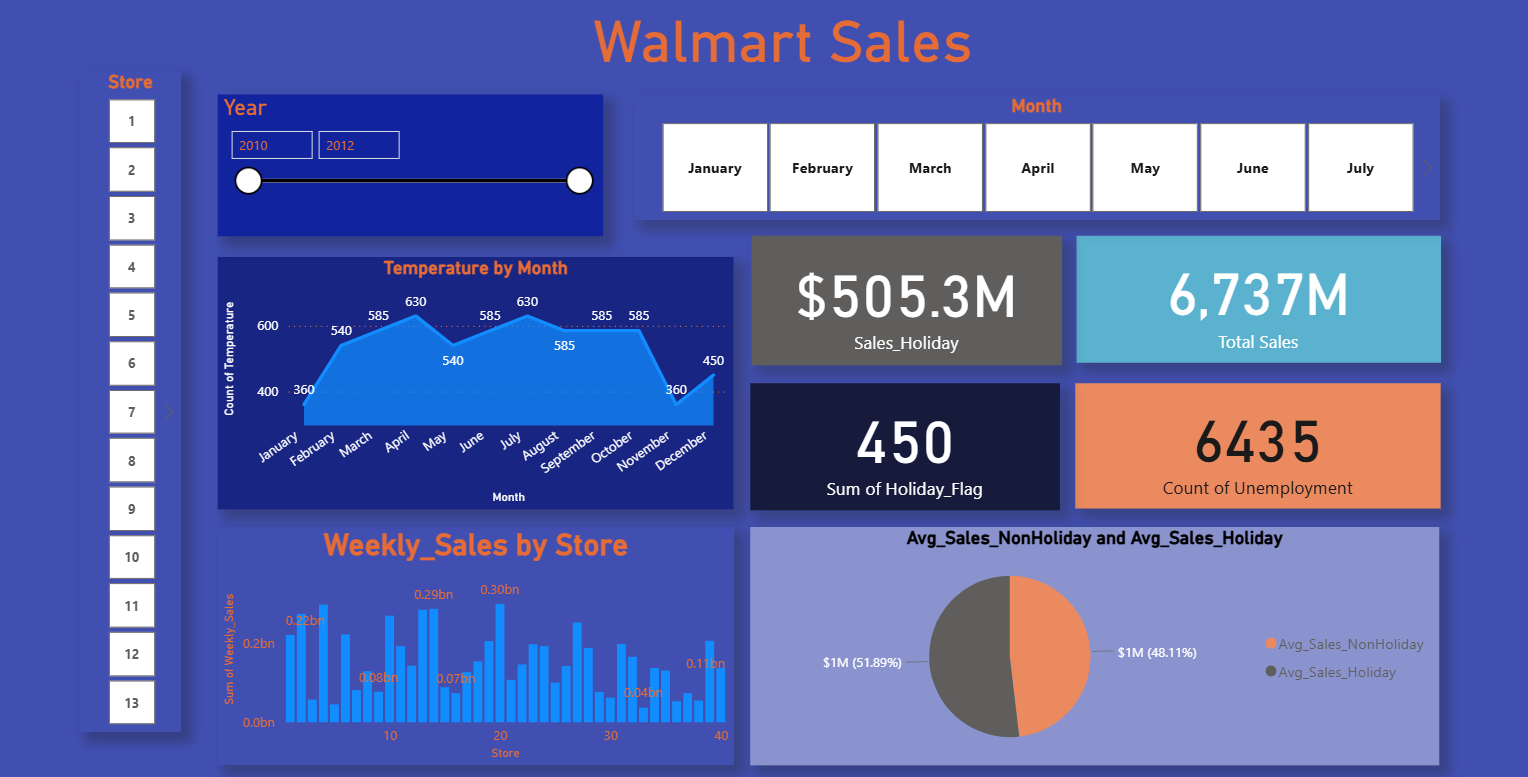 Walmart Sales
Store
1
2
3
4
5
6
7
8
9
10
11
12
13
Year
2010 2012
Month
January February March April May June July
Temperature by Month
Count of Temperature
600
400
360 540 585 630 540 585 630 585 585 585 360 450
January February March April May June July August September October November December
Month
$505.3M
Sales_Holiday
6,737M
Total Sales
450
Sum of Holiday_Flag
6435
Count of Unemployment
Weekly_Sales by Store
Sum of Weekly_Sales
0.2bn
0.0bn
0.22bn 0.08bn 0.29bn 0.07bn 0.30bn 0.04bn 0.11bn
10 20 30 40
Store
Avg_Sales_NonHoliday and Avg_Sales_Holiday
$1M (51.89%)
$1M (48.11%)
Avg_Sales_NonHoliday
Avg_Sales_Holiday